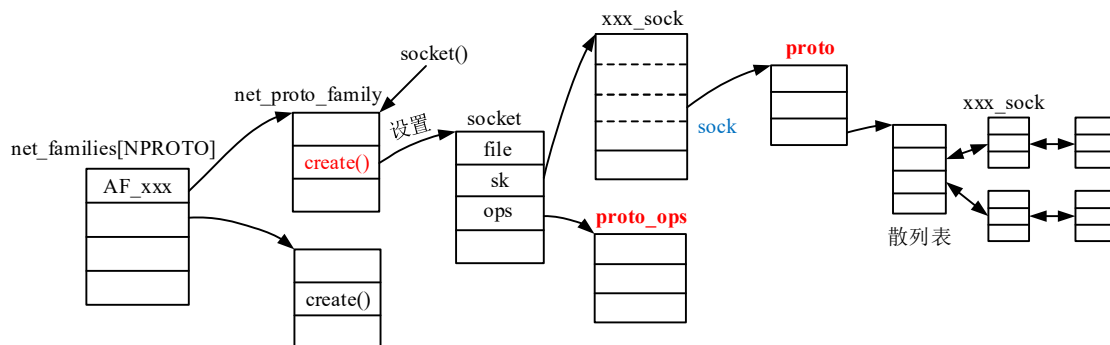 xxx_sock
proto
socket()
net_proto_family
设置
socket
xxx_sock
net_families[NPROTO]
file
sock
AF_xxx
create()
sk
ops
proto_ops
散列表
create()